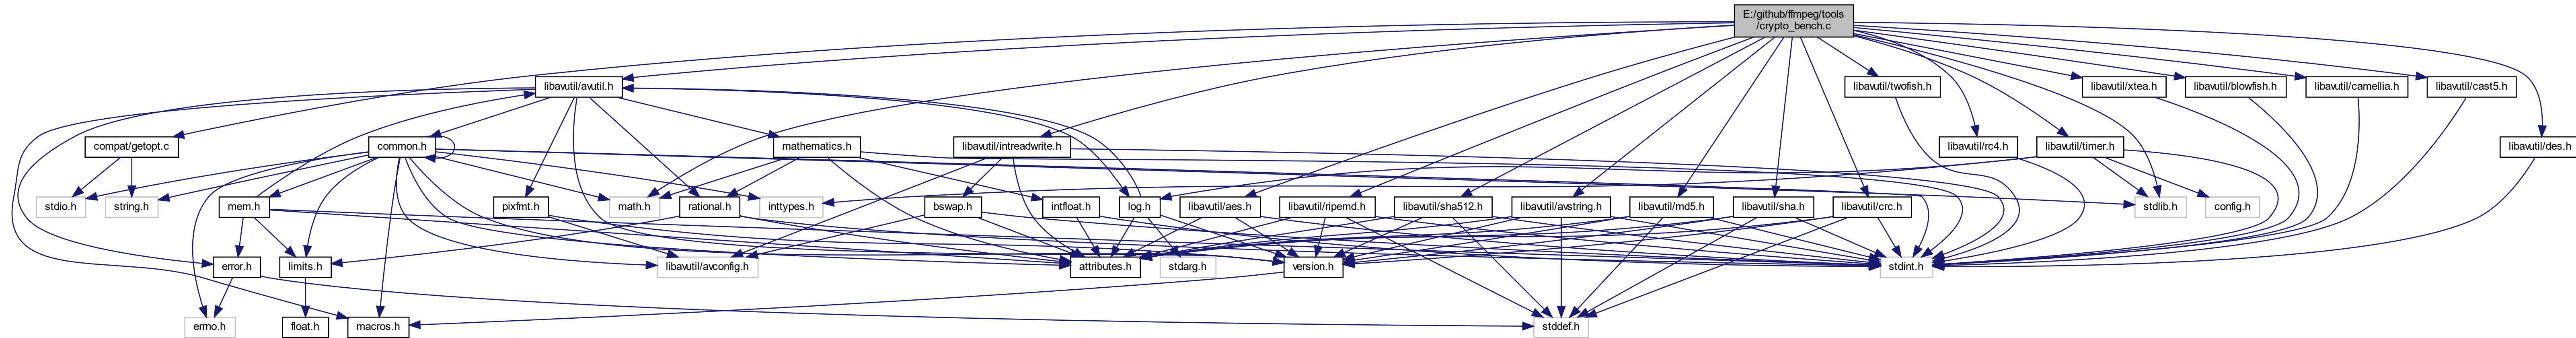 E:/github/ffmpeg/tools
/crypto_bench.c
libavutil/avutil.h
libavutil/twofish.h
libavutil/xtea.h
libavutil/blowfish.h
libavutil/camellia.h
libavutil/cast5.h
compat/getopt.c
common.h
mathematics.h
libavutil/intreadwrite.h
libavutil/rc4.h
libavutil/timer.h
libavutil/des.h
stdio.h
string.h
mem.h
pixfmt.h
math.h
rational.h
inttypes.h
bswap.h
intfloat.h
log.h
libavutil/aes.h
libavutil/ripemd.h
libavutil/sha512.h
libavutil/avstring.h
libavutil/md5.h
libavutil/sha.h
libavutil/crc.h
stdlib.h
config.h
error.h
limits.h
libavutil/avconfig.h
attributes.h
stdarg.h
version.h
stdint.h
errno.h
float.h
macros.h
stddef.h